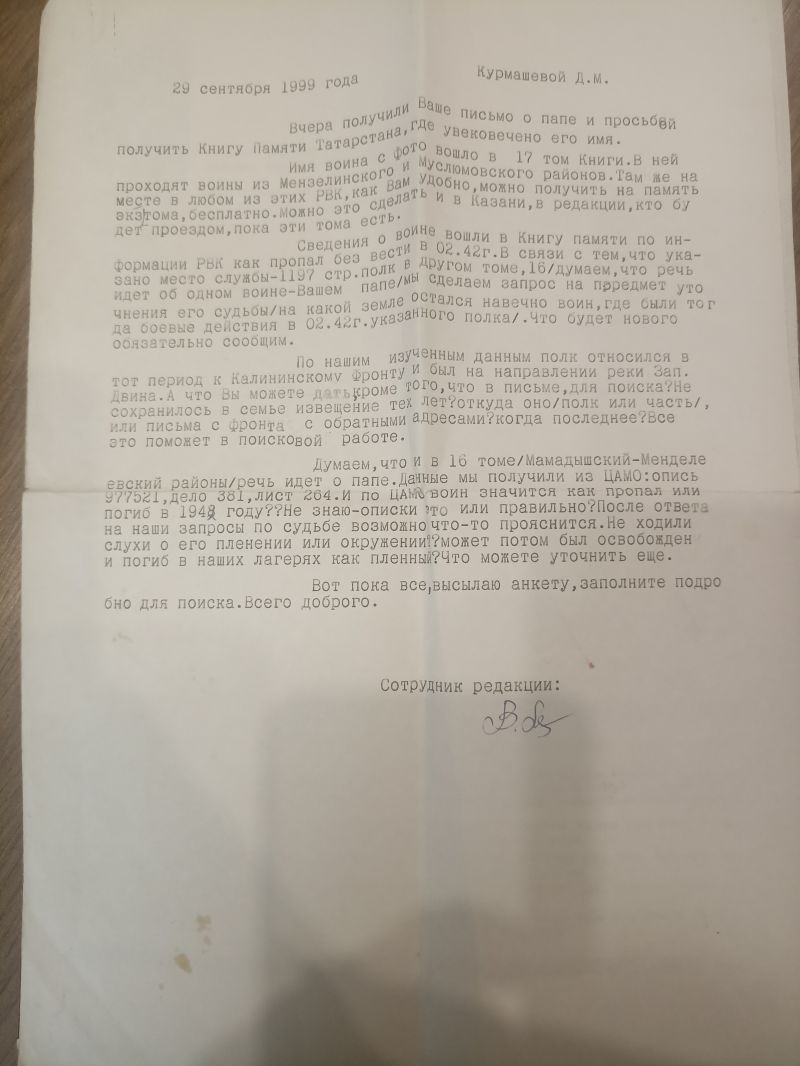 29 сентября 1999 года
Курмашевой Д.М.
Вчера получили Ваше письмо о папе и просьбой
получить Книгу Памяти Татарстана,где увековечено его имя.
Имя воина с фото вошло в 17 том Книги.В ней
проходят воины из Мензелинского и Муслюмовского районов.Там же на
месте в любом из этих РВК,как Вам удобно,можно получить на память
экз тома,бесплатно.Можно это сделать и в Казани,в редакции,кто бу
дет проездом,пока эти тома есть.
Сведения о воине вошли в Книгу памяти по ин-
формации РВК как пропал без вести в 02.42г.В связи с тем,что ука-
зано место службы-1197 стр.полк в другом томе,16/думаем,что речь
идет об одном воине-Вашем папе/мы сделаем запрос на предмет уто
чнения его судьбы/на какой земле остался навечно воин,где были тог
да боевые действия в 02.42г.указанного полка/.Что будет нового
обязательно сообщим.
По нашим изученным данным полк относился в
тот период к Калининскому Фронту и был на направлении реки Зап.
Двина.А что Вы можете дать,кроме того,что в письме,для поиска?Не
сохранилось в семье извещение тех лет?откуда оно/полк или часть/,
или письма с фронта с обратными адресами?когда последнее?Все
это поможет в поисковой работе.
Думаем,что и в 16 томе/Мамадышский-Менделе
евский районы/речь идет о папе.Данные мы получили из ЦАМО:опись
977521,дело 381,лист 264.И по ЦАМО воин значится как пропал или
погиб в 194 году??Не знаю-описки это или правильно?После ответа
на наши запросы по судьбе возможно что-то прояснится.Не ходили
слухи о его пленении или окружении?может потом был освобожден
и погиб в наших лагерях как пленный?Что можете уточнить еще.
Вот пока все,высылаю анкету,заполните подро
бно для поиска.Всего доброго.
Сотрудник редакции: